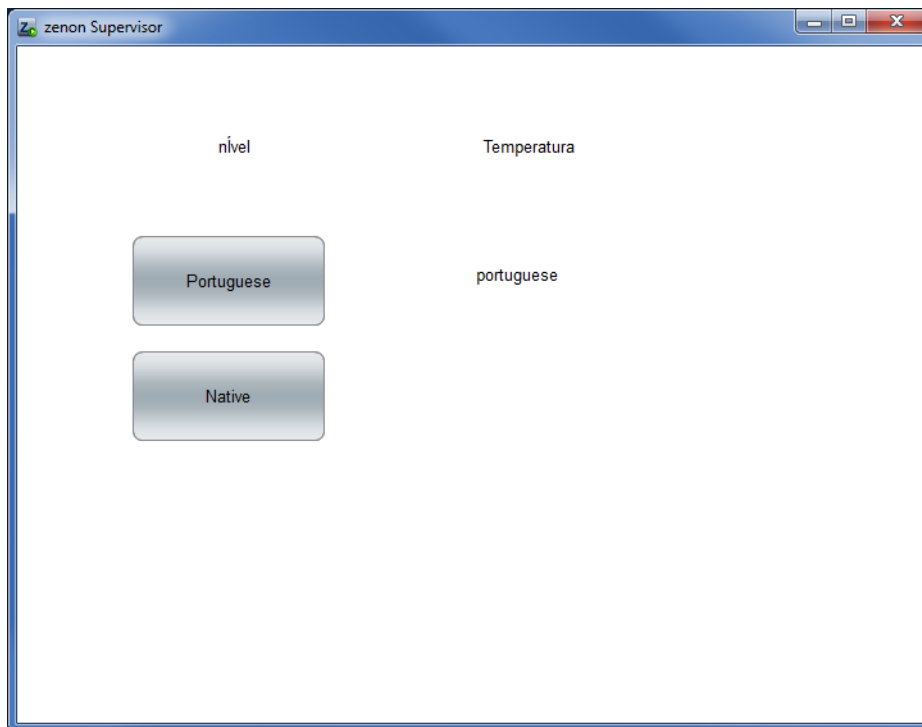 zenon Supervisor
nÍvel
Temperatura
Portuguese
portuguese
Native